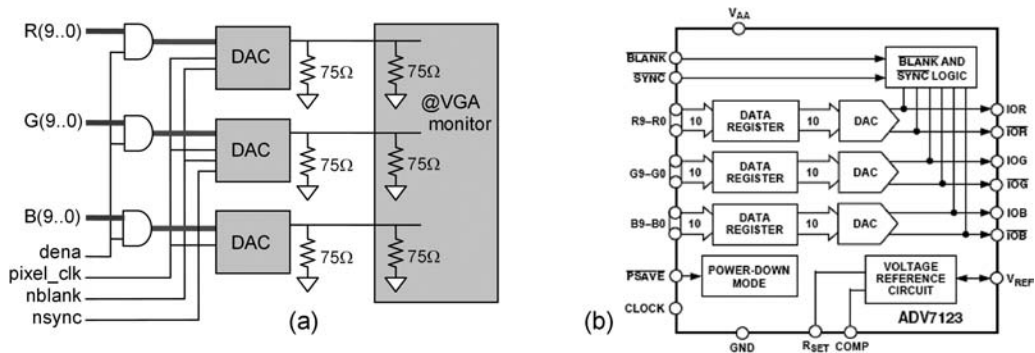 R(9..0)
DAC
75Ω
75Ω
@VGA
monitor
G(9..0)
DAC
75Ω
75Ω
B(9..0)
DAC
75Ω
75Ω
dena
pixel_clk
nblank
nsync
(a)
VAA
BLANK
SYNC
BLANK AND
SYNC LOGIC
R9–R0
10
DATA
REGISTER
10
DAC
IOR
IOR
G9–G0
10
DATA
REGISTER
10
DAC
IOG
IOG
B9–B0
10
DATA
REGISTER
10
DAC
IOB
IOB
PSAVE
POWER-DOWN
MODE
VOLTAGE
REFERENCE
CIRCUIT
VREF
CLOCK
(b)
ADV7123
GND
RSET
COMP